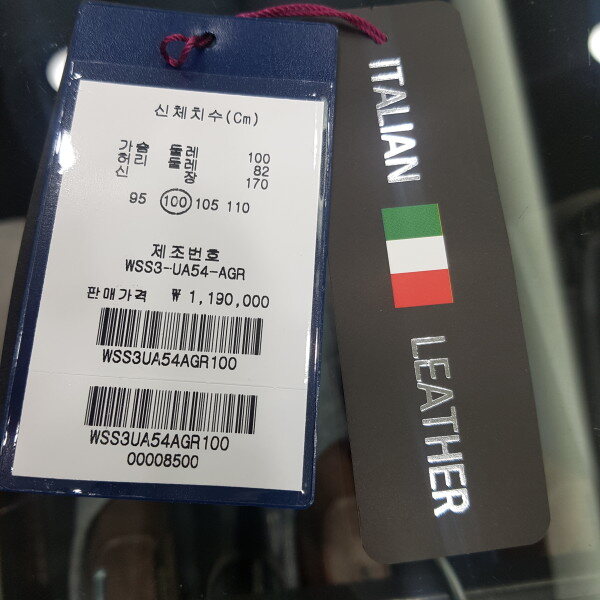 신체치수(Cm)
가슴 둘레 100
허리 둘레 82
신 장 170
95 100 105 110
제조번호
WSS3-UA54-AGR
판매가격 ₩ 1,190,000
WSS3UA54AGR100
WSS3UA54AGR100
00008500
ITALIAN
LEATHER